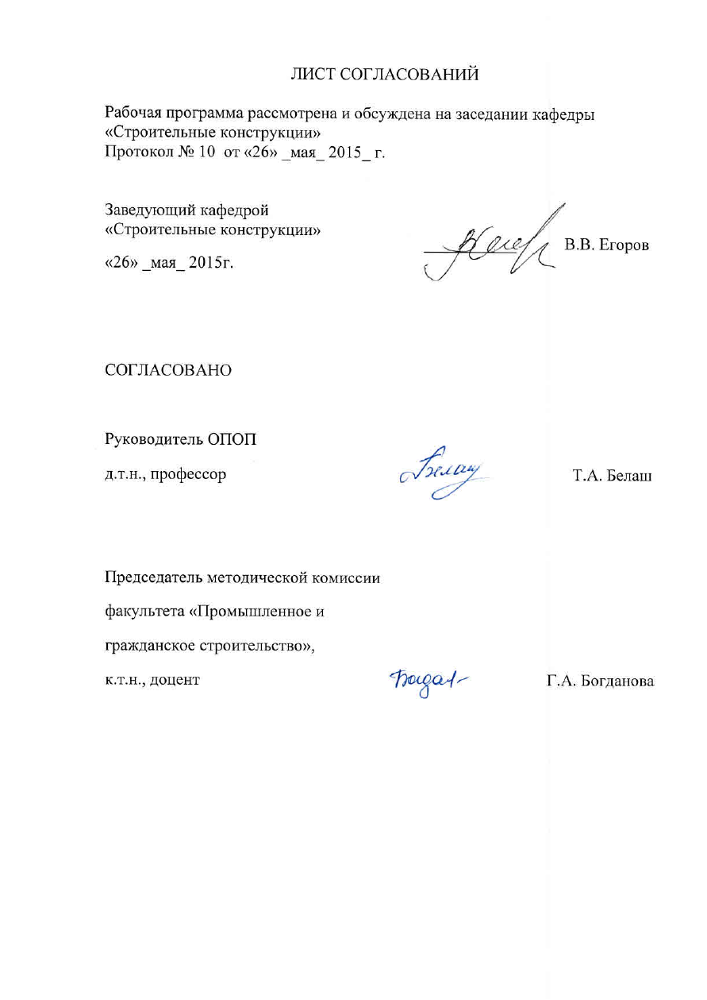 ЛИСТ СОГЛАСОВАНИЙ
Рабочая программа рассмотрена и обсуждена на заседании кафедры
«Строительные конструкции»
Протокол № 10 от «26» _мая_ 2015_ г.
Заведующий кафедрой
«Строительные конструкции»
В.В. Егоров
«26» _мая_ 2015г.
СОГЛАСОВАНО
Руководитель ОПОП
д.т.н., профессор Белаш Т.А. Белаш
Председатель методической комиссии
факультета «Промышленное и
гражданское строительство»,
к.т.н., доцент Г.А. Богданова